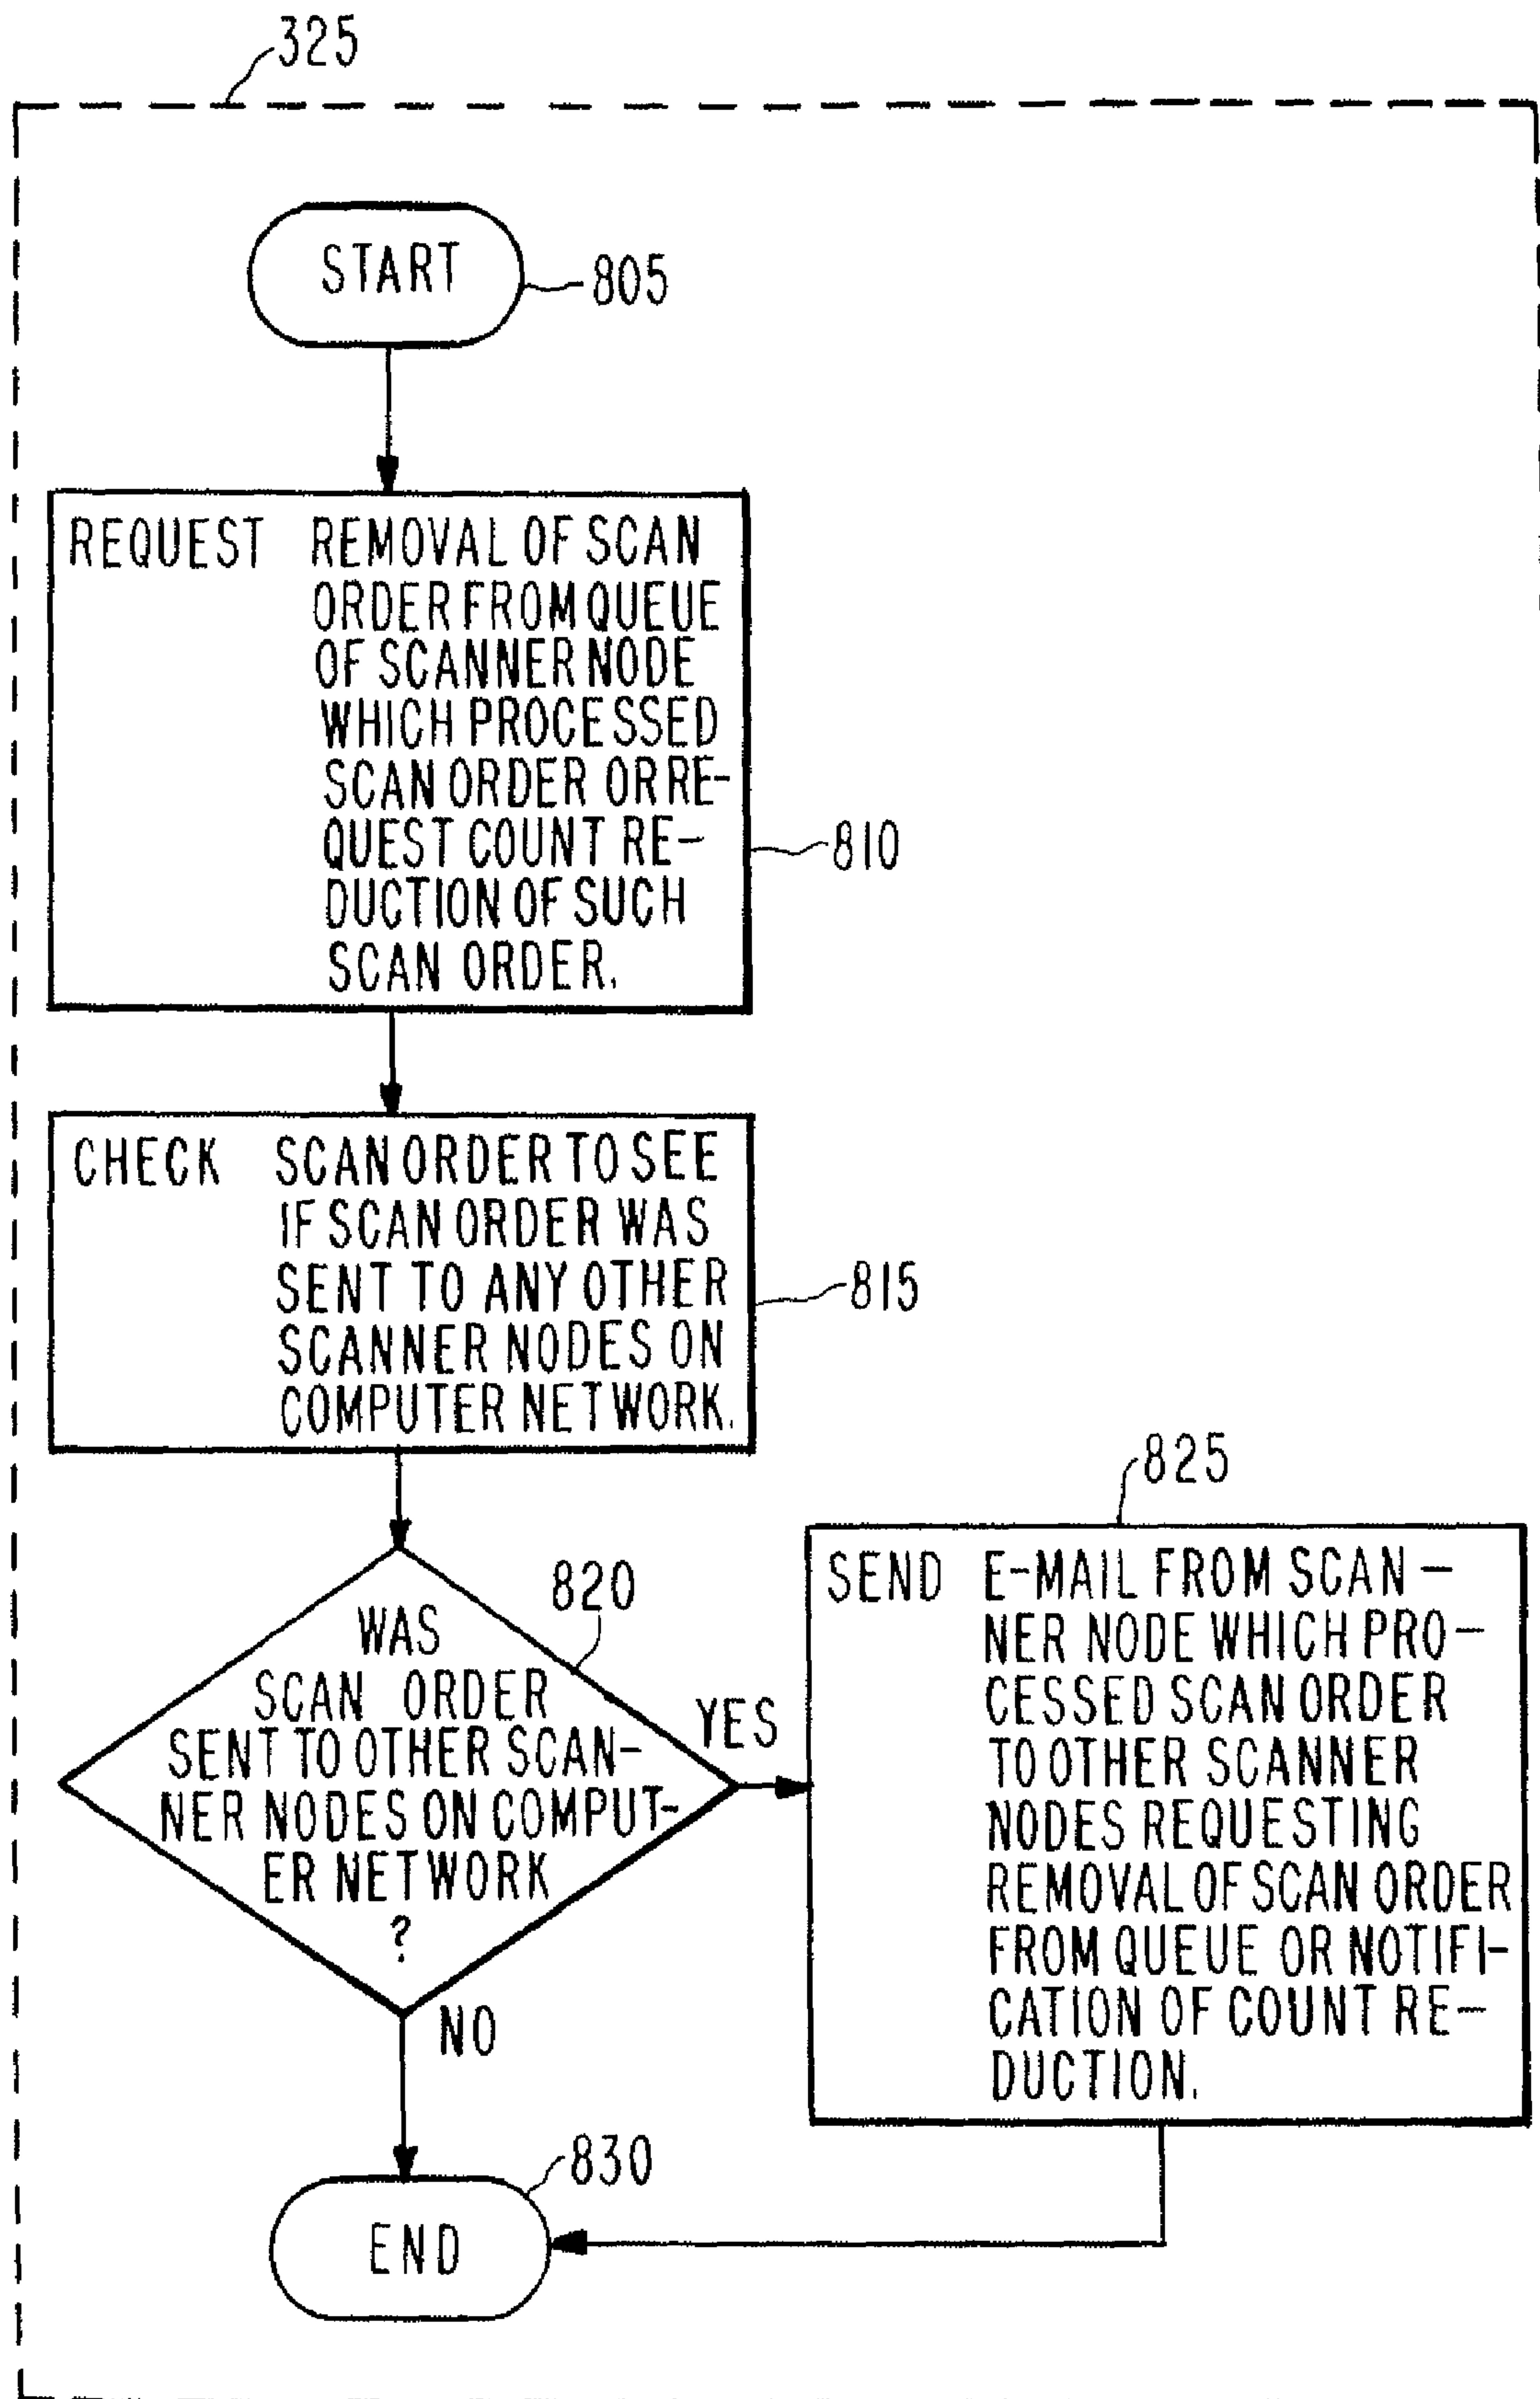 325
START
805
REQUEST REMOVAL OF SCAN
ORDER FROM QUEUE
OF SCANNER NODE
WHICH PROCESSED
SCAN ORDER OR RE-
QUEST COUNT RE-
DUCTION OF SUCH
SCAN ORDER.
810
CHECK SCAN ORDER TO SEE
IF SCAN ORDER WAS
SENT TO ANY OTHER
SCANNER NODES ON
COMPUTER NETWORK.
815
820
WAS
SCAN ORDER
SENT TO OTHER SCAN-
NER NODES ON COMPUT-
ER NETWORK
?
YES
NO
825
SEND E-MAIL FROM SCAN-
NER NODE WHICH PRO-
CESSED SCAN ORDER
TO OTHER SCANNER
NODES REQUESTING
REMOVAL OF SCAN ORDER
FROM QUEUE OR NOTIFI-
CATION OF COUNT RE-
DUCTION.
830
END